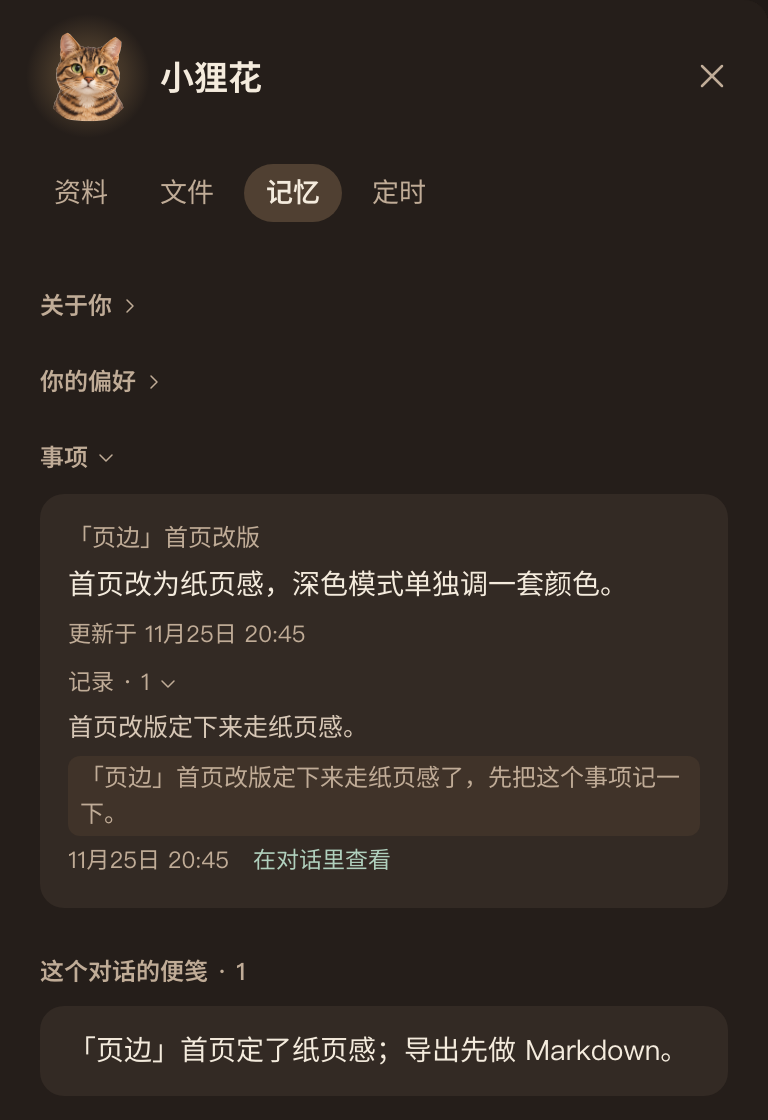 小狸花
资料 文件 记忆 定时
关于你
你的偏好
事项
「页边」首页改版
首页改为纸页感，深色模式单独调一套颜色。
更新于 11月25日 20:45
记录 · 1
首页改版定下来走纸页感。
「页边」首页改版定下来走纸页感了，先把这个事项记一
下。
11月25日 20:45 在对话里查看
这个对话的便笺 · 1
「页边」首页定了纸页感；导出先做 Markdown。